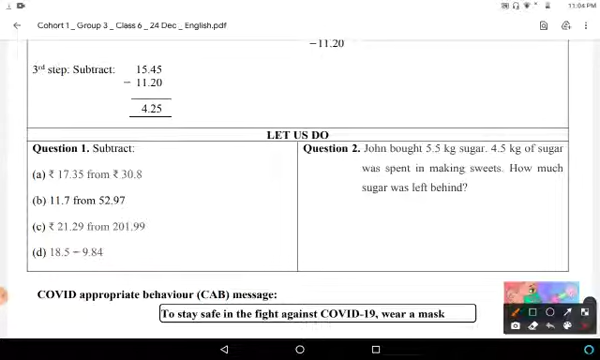 11:04 PM
Cohort 1 _ Group 3 _ Class 6 _ 24 Dec _ English.pdf
−11.20
3rd step: Subtract: 15.45
− 11.20
4.25
LET US DO
Question 1. Subtract:
(a) ₹ 17.35 from ₹ 30.8
(b) 11.7 from 52.97
(c) ₹ 21.29 from 201.99
(d) 18.5 − 9.84
Question 2. John bought 5.5 kg sugar. 4.5 kg of sugar
was spent in making sweets. How much
sugar was left behind?
COVID appropriate behaviour (CAB) message:
To stay safe in the fight against COVID-19, wear a mask